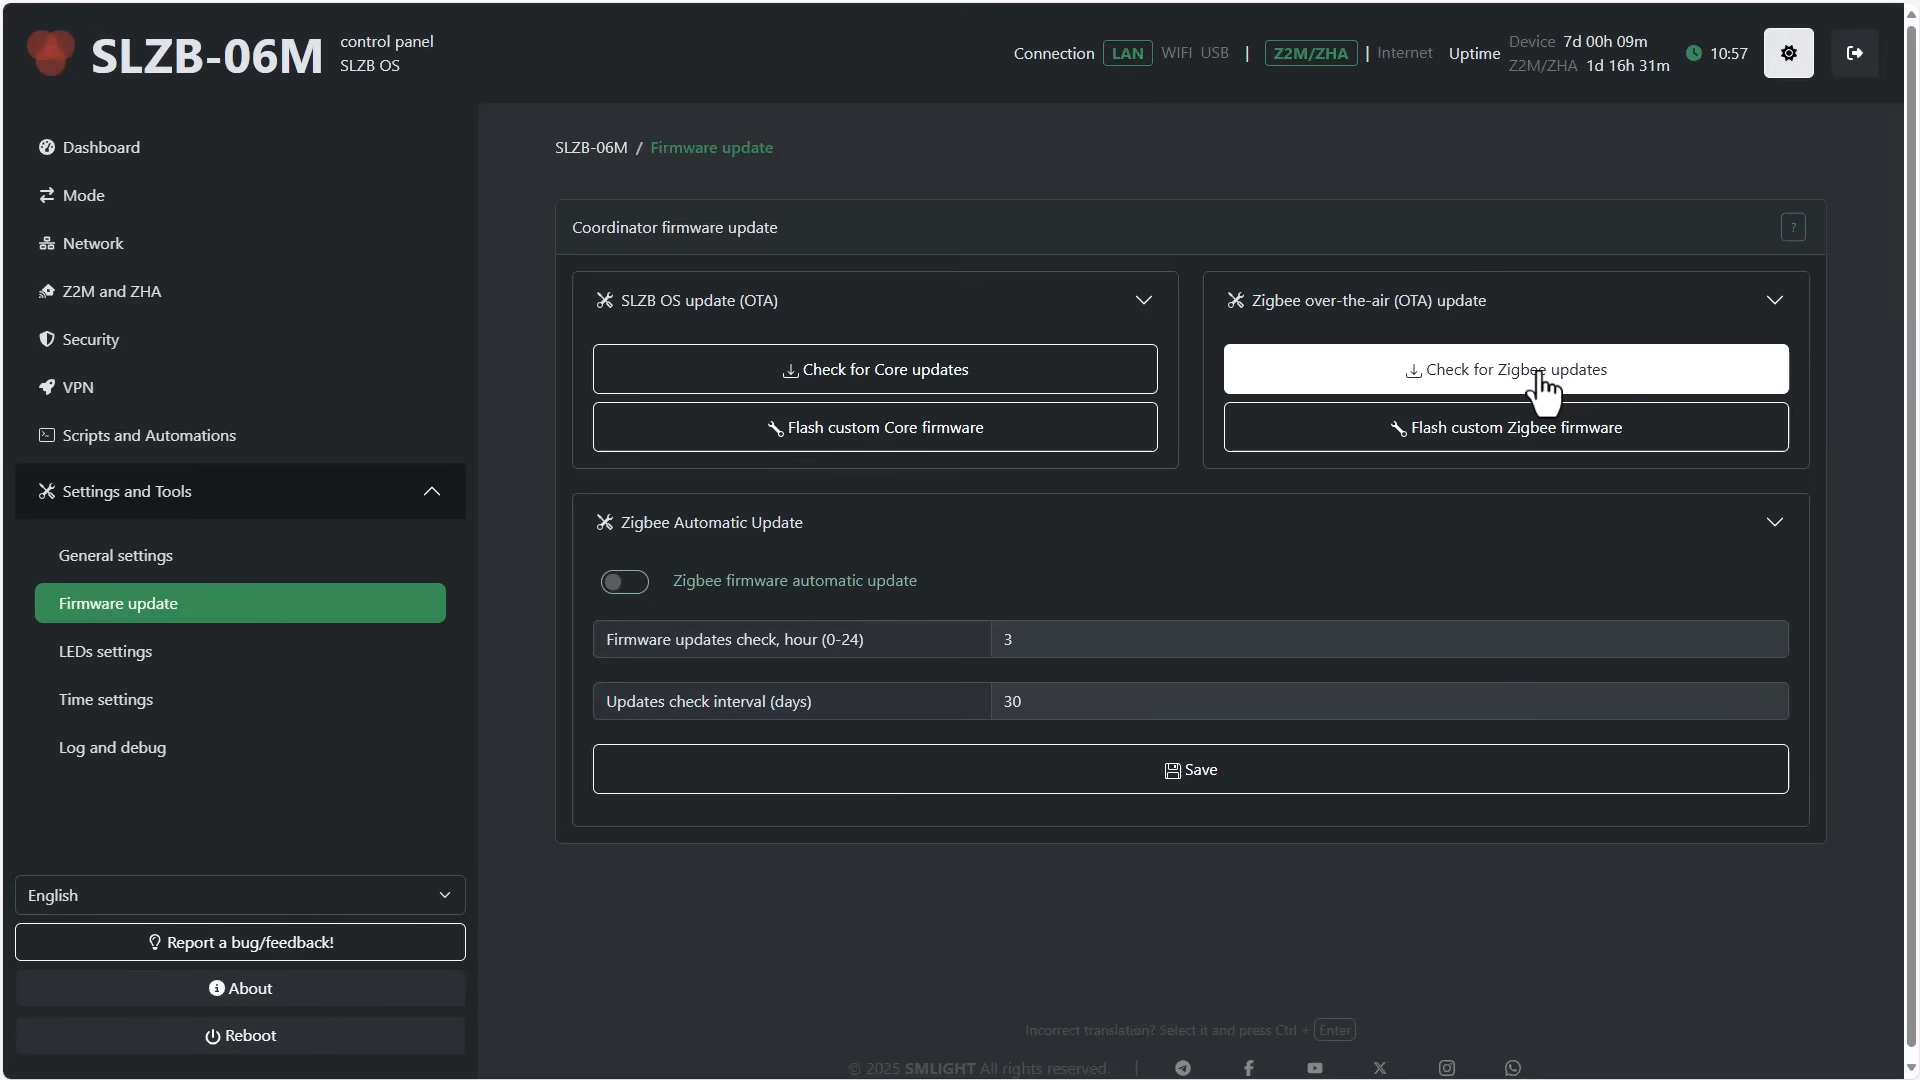 SLZB-06M
control panel
SLZB OS
Connection LAN WIFI USB | Z2M/ZHA | Internet Uptime
Device 7d 00h 09m
Z2M/ZHA 1d 16h 31m
10:57
Dashboard
Mode
Network
Z2M and ZHA
Security
VPN
Scripts and Automations
Settings and Tools
General settings
Firmware update
LEDs settings
Time settings
Log and debug
English
Report a bug/feedback!
About
Reboot
SLZB-06M / Firmware update
Coordinator firmware update
?
SLZB OS update (OTA)
Check for Core updates
Flash custom Core firmware
Zigbee over-the-air (OTA) update
Check for Zigbee updates
Flash custom Zigbee firmware
Zigbee Automatic Update
Zigbee firmware automatic update
Firmware updates check, hour (0-24) 3
Updates check interval (days) 30
Save
Incorrect translation? Select it and press Ctrl + Enter
© 2025 SMLIGHT All rights reserved. |